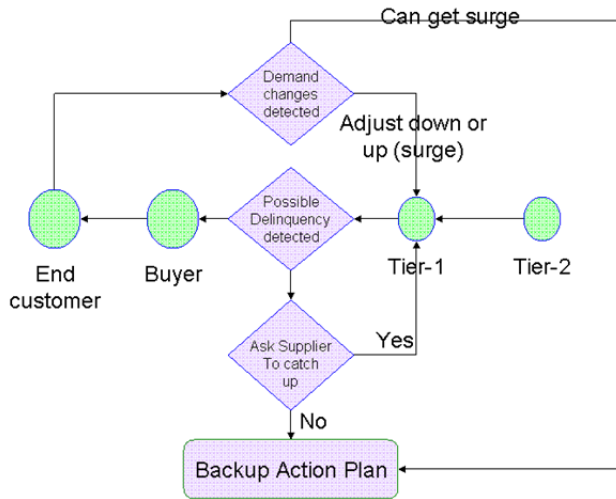 Can get surge
Demand
changes
detected
Adjust down or
up (surge)
Possible
Delinquency
detected
End
customer
Buyer
Tier-1
Tier-2
Ask Supplier
To catch
up
Yes
No
Backup Action Plan